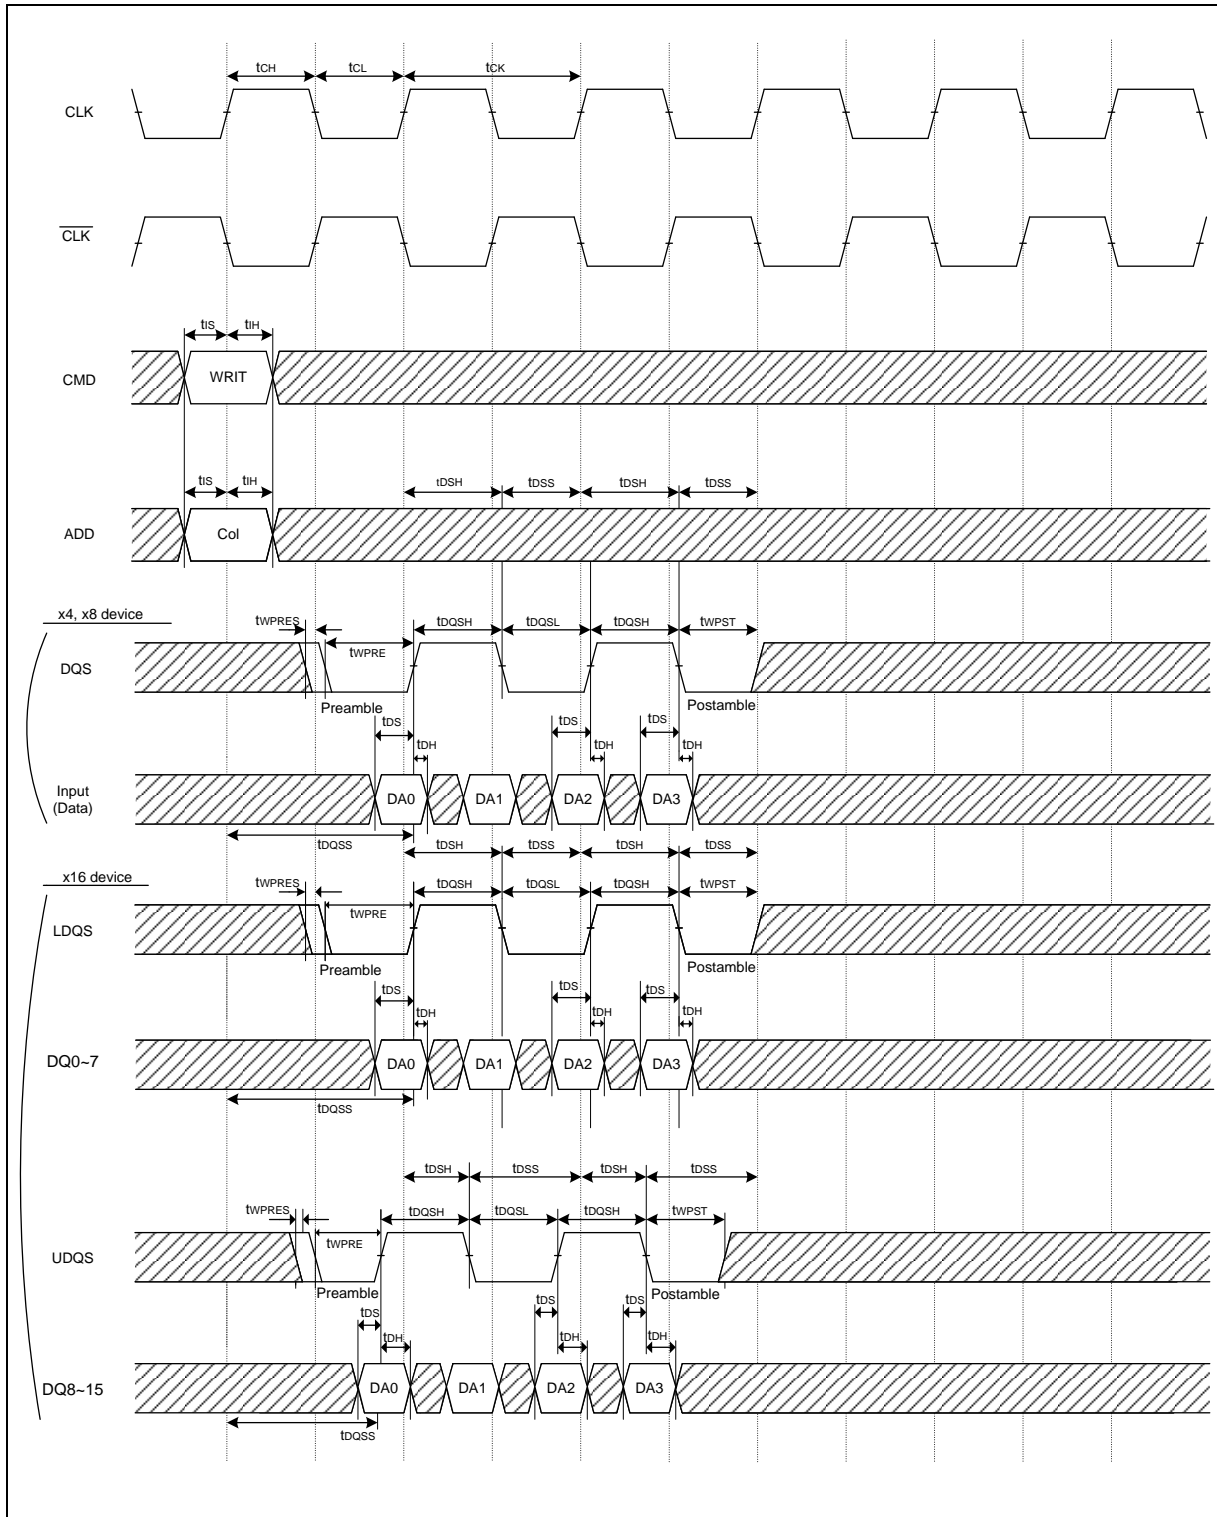 tCH tCL tCK
CLK
CLK
tIS tIH
CMD WRIT
tIS tIH tDSH tDSS tDSH tDSS
ADD Col
x4, x8 device
tWPRES tDQSH tDQSL tDQSH tWPST
tWPRE
DQS
Preamble Postamble
tDS tDS tDS
tDH tDH tDH
Input
(Data)
DA0 DA1 DA2 DA3
tDQSS
tDSH tDSS tDSH tDSS
x16 device
tWPRES tDQSH tDQSL tDQSH tWPST
tWPRE
LDQS
Preamble Postamble
tDS tDS tDS
tDH tDH tDH
DQ0~7 DA0 DA1 DA2 DA3
tDQSS
tDSH tDSS tDSH tDSS
tWPRES tDQSH tDQSL tDQSH tWPST
tWPRE
UDQS
Preamble Postamble
tDS tDS tDS
tDH tDH tDH
DQ8~15 DA0 DA1 DA2 DA3
tDQSS